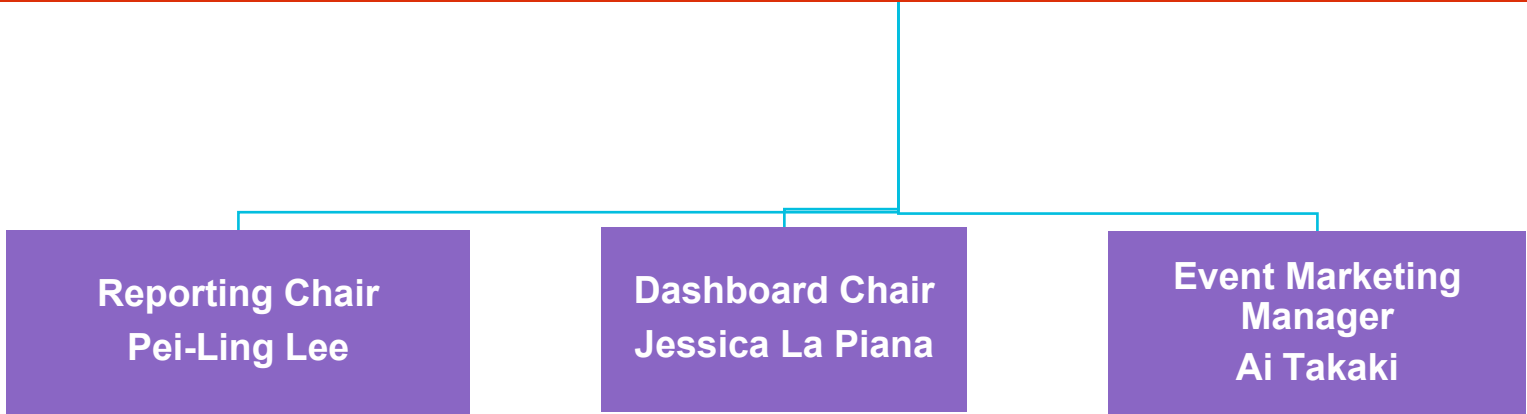 Reporting Chair
Pei-Ling Lee
Dashboard Chair
Jessica La Piana
Event Marketing
Manager
Ai Takaki